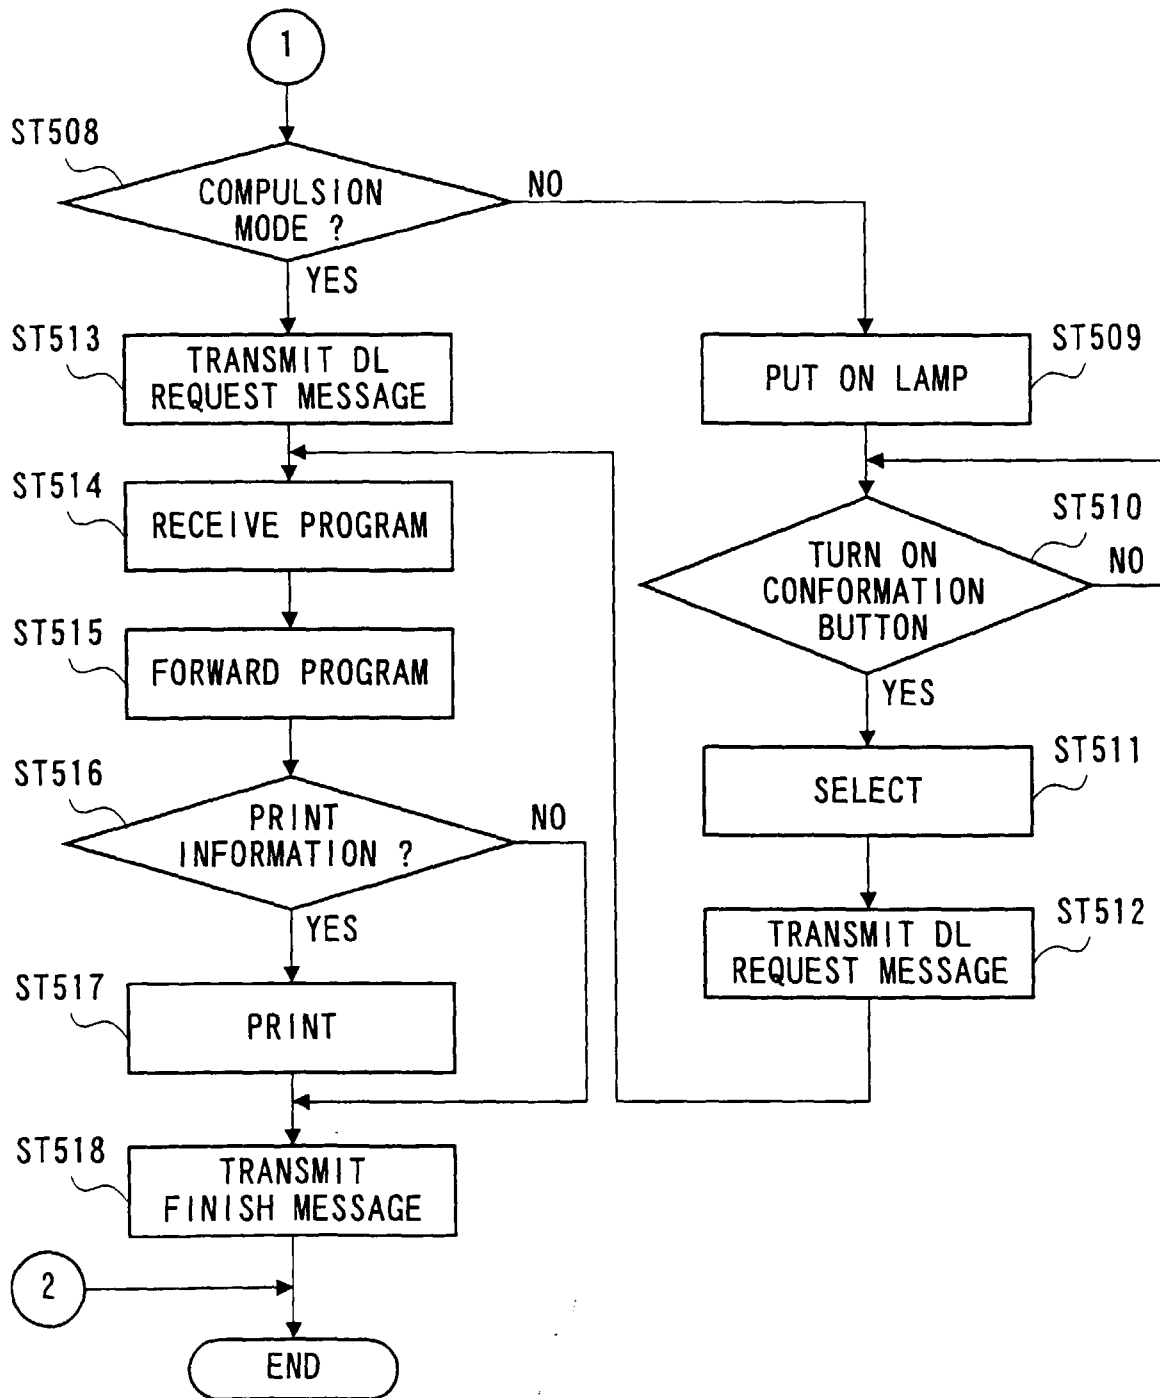 1
ST508
COMPULSION
MODE ?
NO
YES
ST513
TRANSMIT DL
REQUEST MESSAGE
ST509
PUT ON LAMP
ST514
RECEIVE PROGRAM
ST510
TURN ON
CONFORMATION
BUTTON
NO
YES
ST515
FORWARD PROGRAM
ST511
SELECT
ST516
PRINT
INFORMATION ?
NO
YES
ST512
TRANSMIT DL
REQUEST MESSAGE
ST517
PRINT
ST518
TRANSMIT
FINISH MESSAGE
2
END